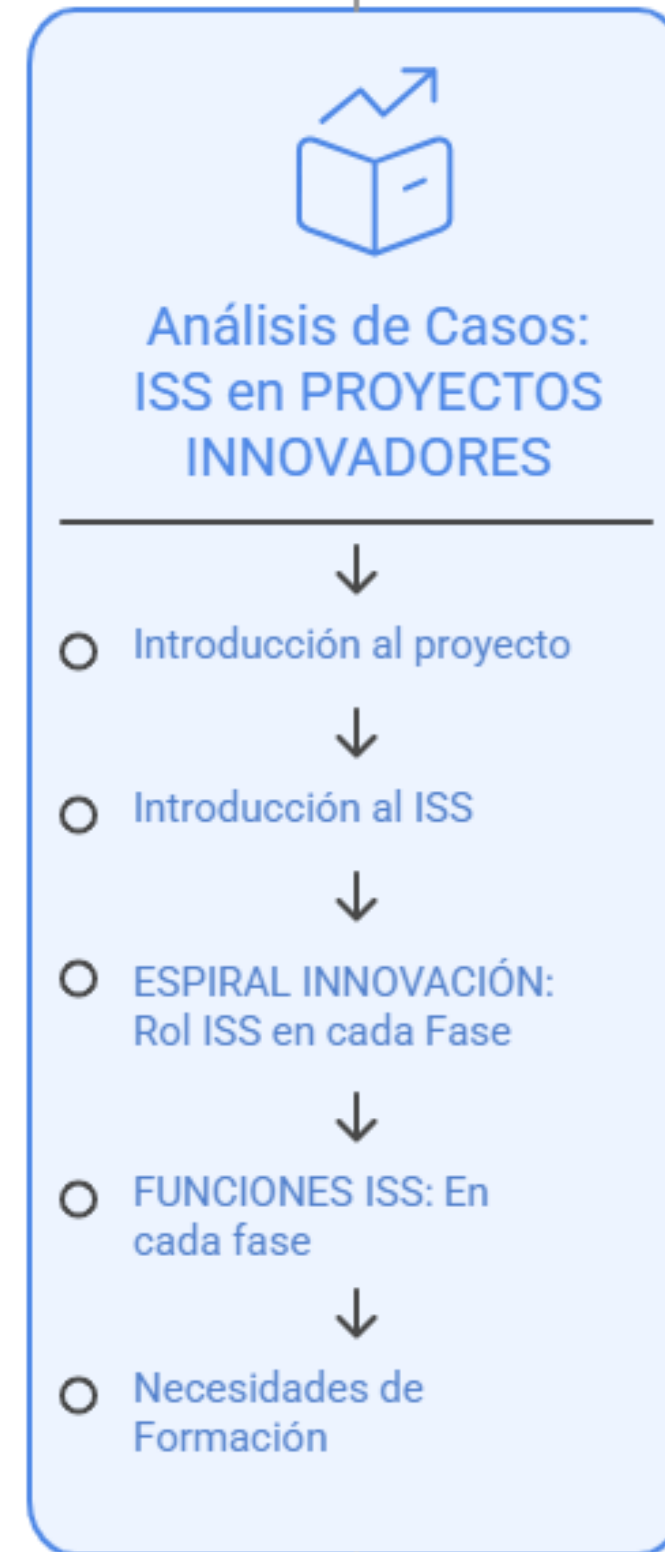 Análisis de Casos:
ISS en PROYECTOS
INNOVADORES
Introducción al proyecto
Introducción al ISS
ESPIRAL INNOVACIÓN:
Rol ISS en cada Fase
FUNCIONES ISS: En
cada fase
Necesidades de
Formación